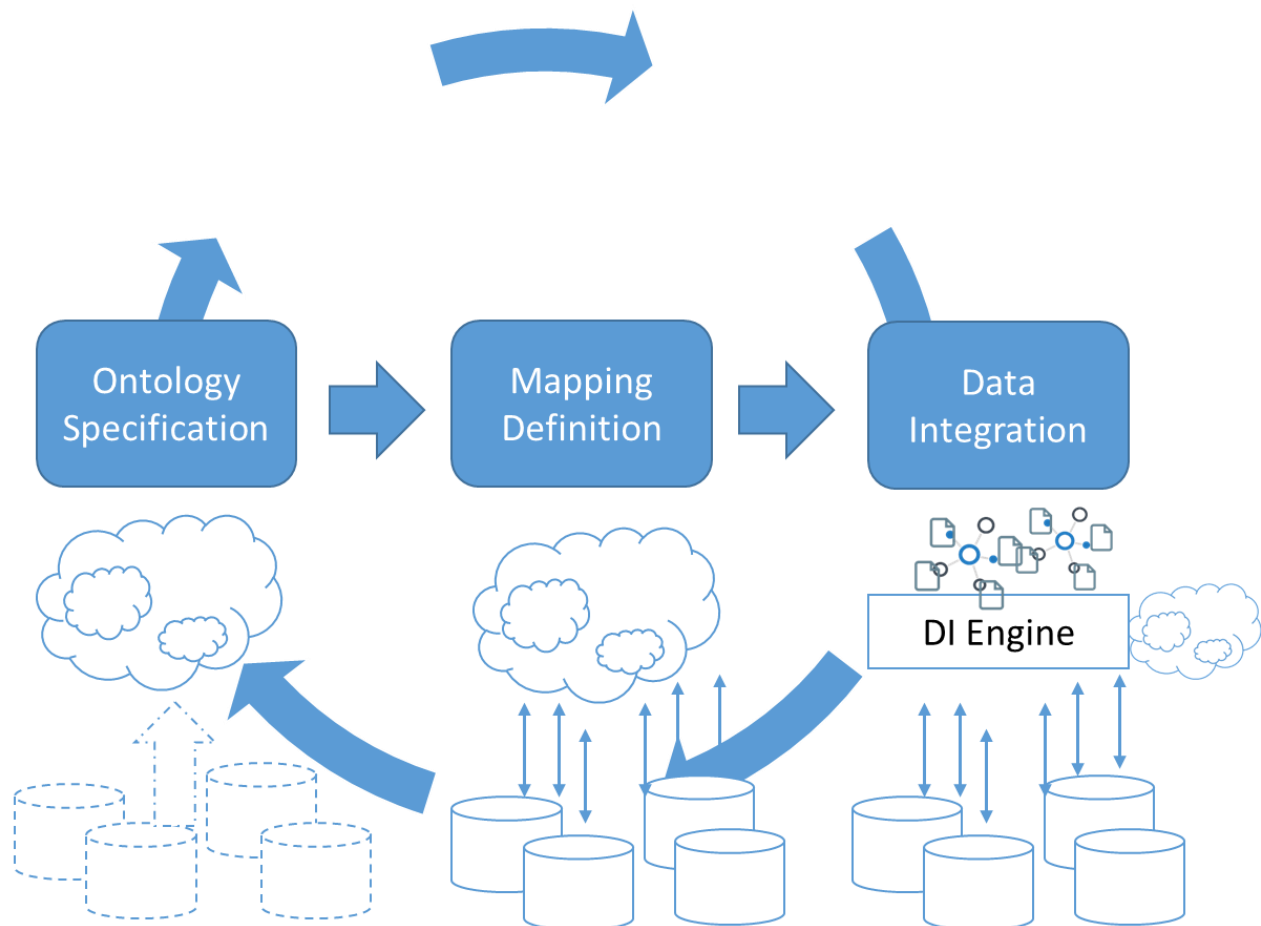 Ontology
Specification
Mapping
Definition
Data
Integration
DI Engine